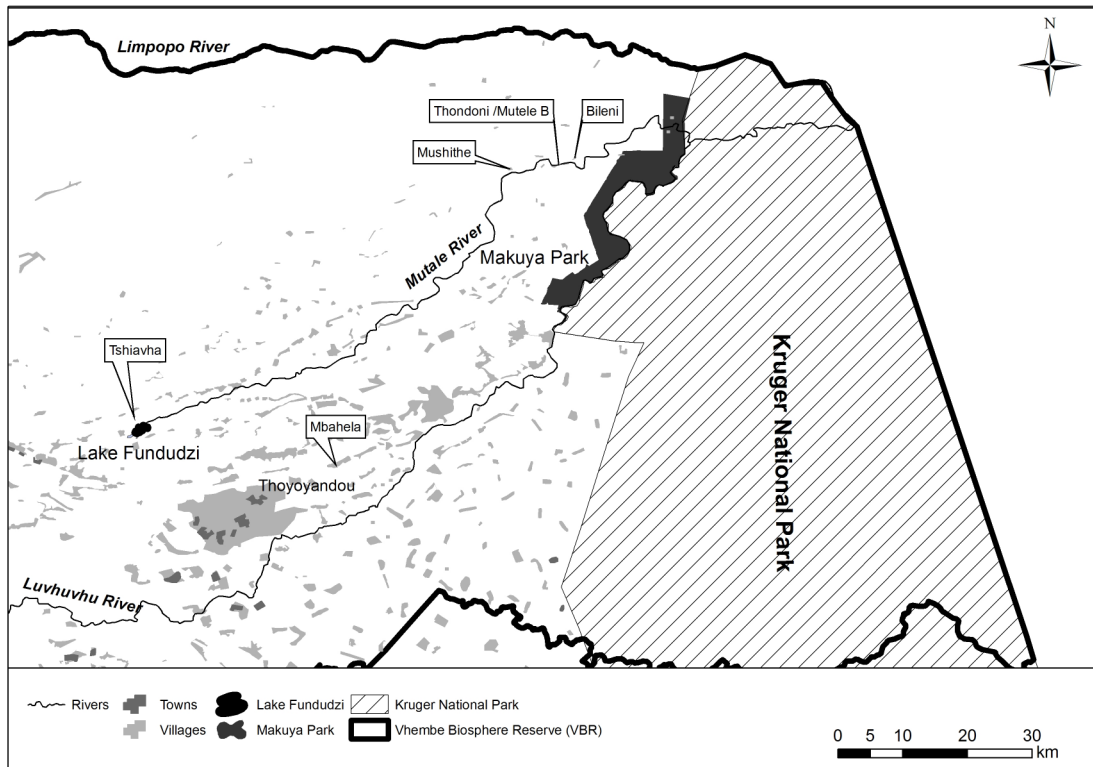 Limpopo River
N
Thondoni /Mutele B
Bileni
Mushithe
Mutale River
Makuya Park
Tshiavha
Lake Fundudzi
Mbahela
Thoyoyandou
Kruger National Park
Luvhuvhu River
Rivers
Towns
Lake Fundudzi
Kruger National Park
Villages
Makuya Park
Vhembe Biosphere Reserve (VBR)
0 5 10 20 30
km